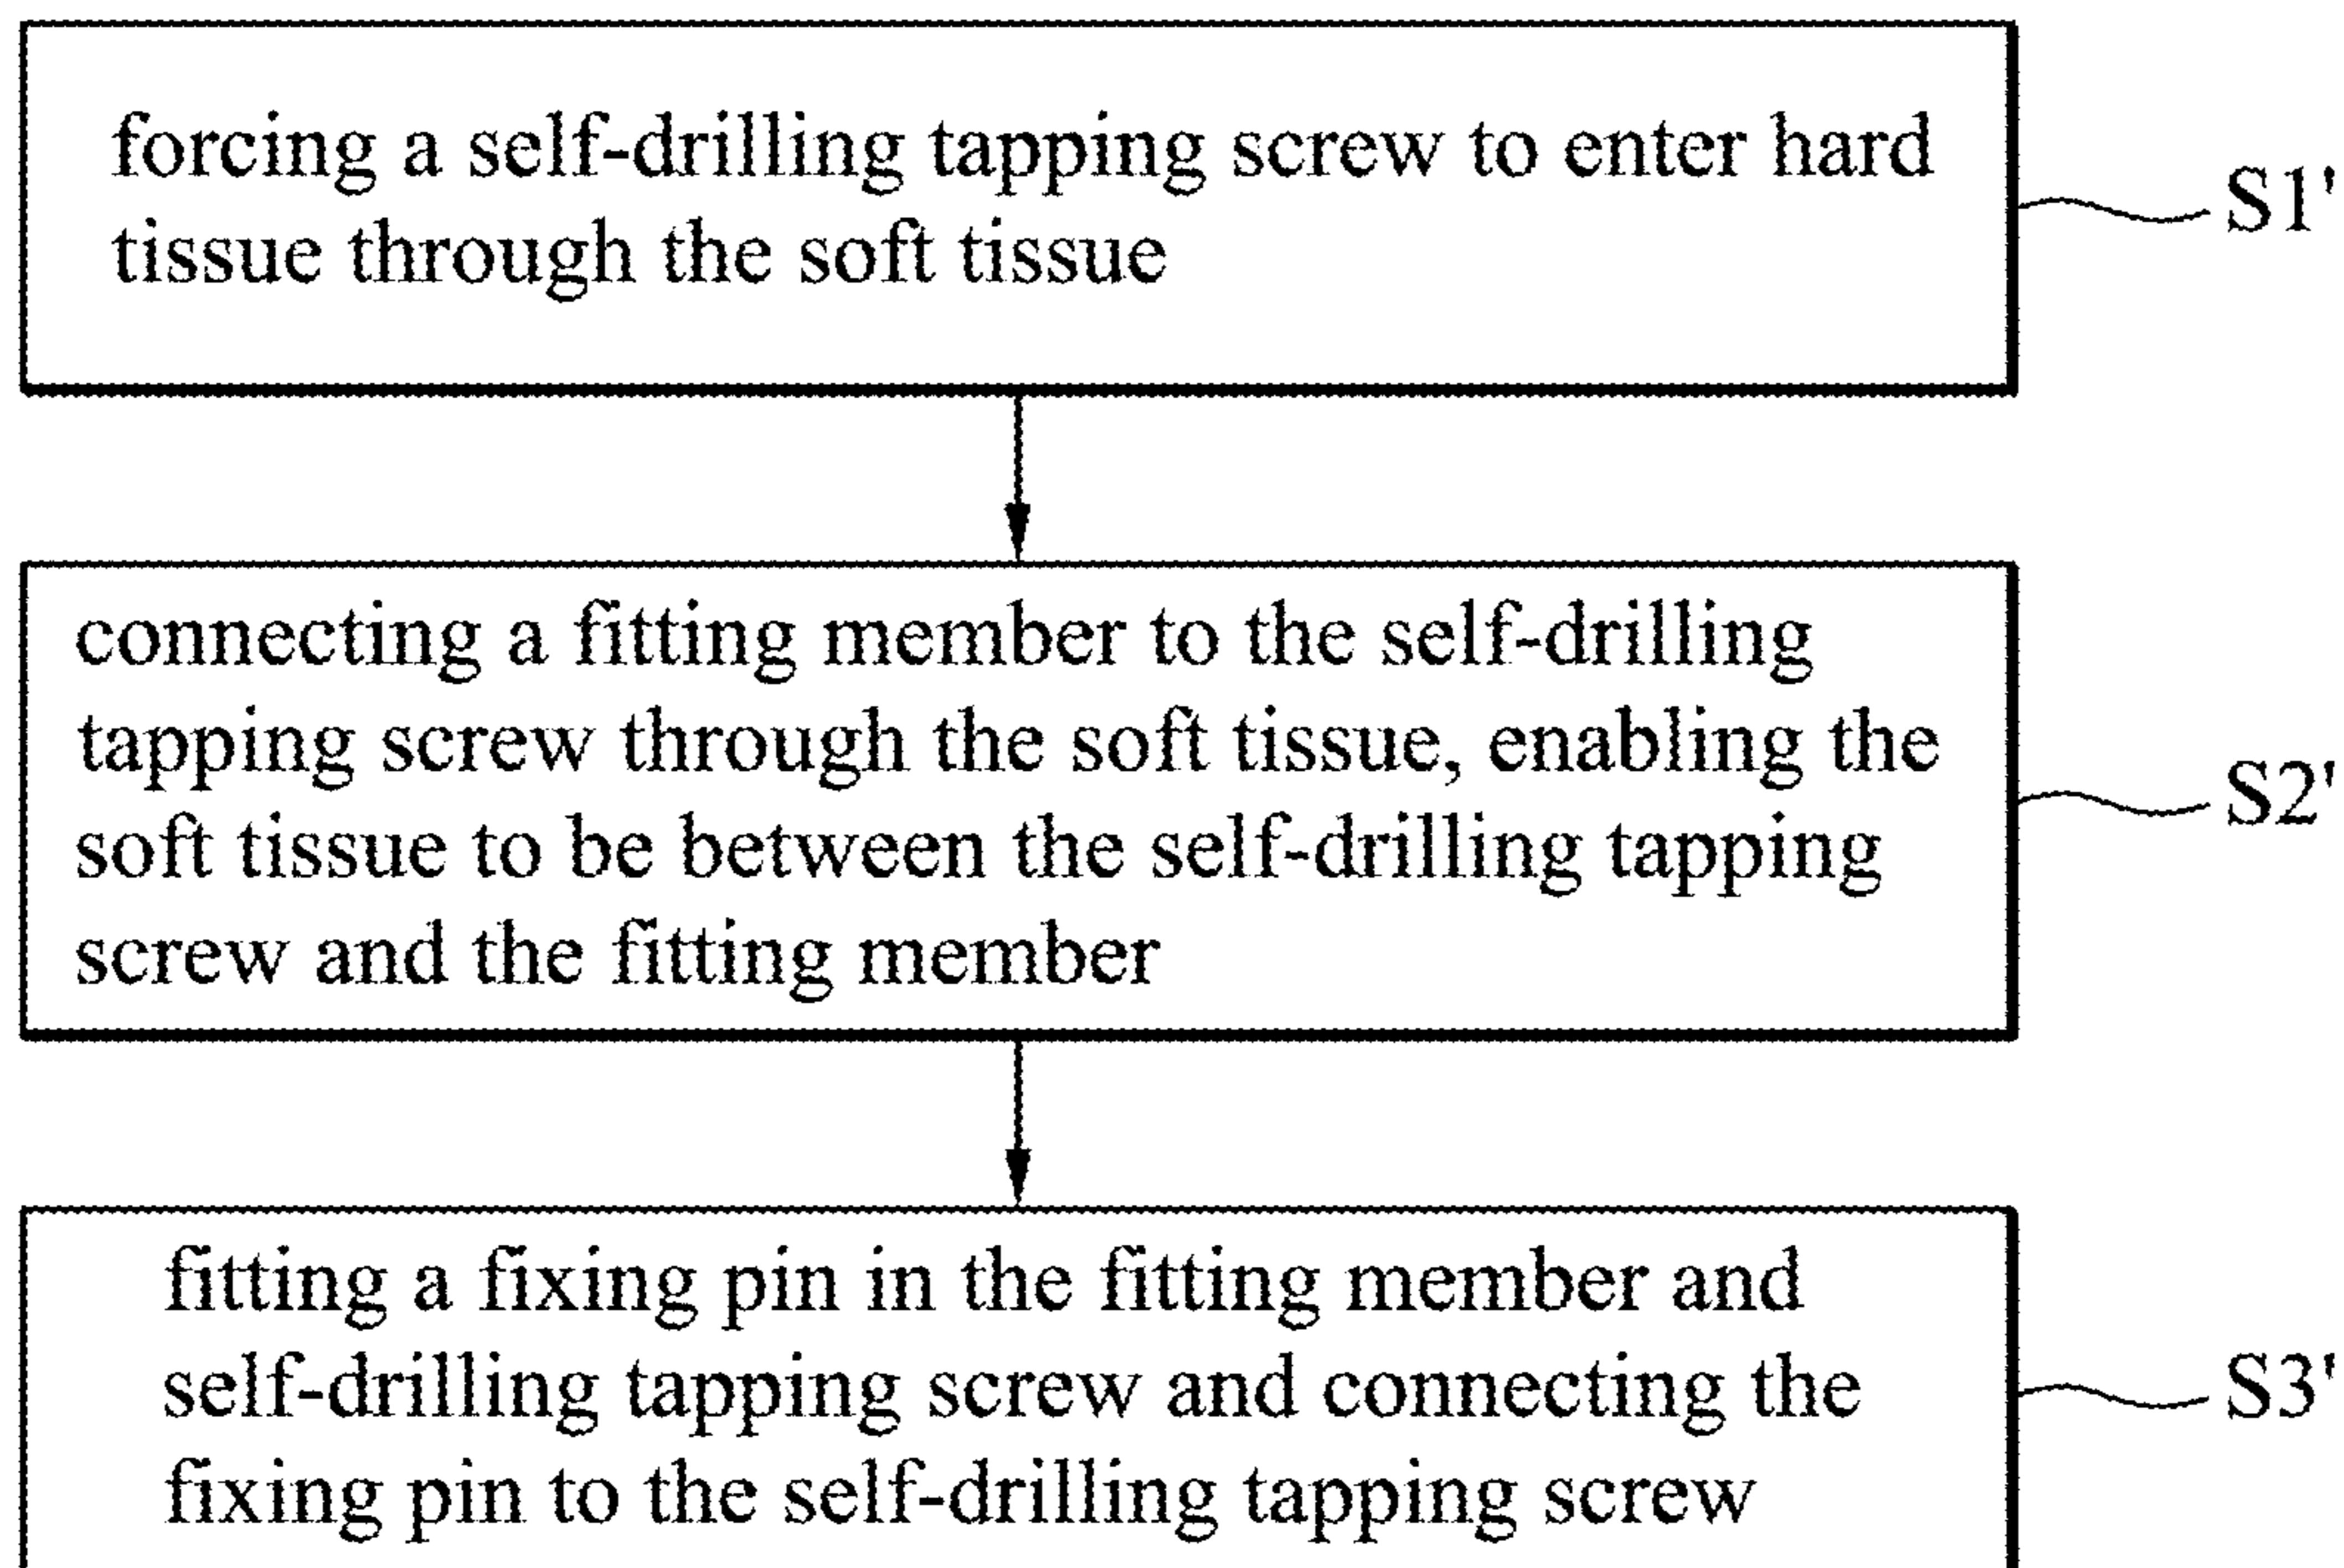 forcing a self-drilling tapping screw to enter hard
tissue through the soft tissue
S1'
connecting a fitting member to the self-drilling
tapping screw through the soft tissue, enabling the
soft tissue to be between the self-drilling tapping
screw and the fitting member
S2'
fitting a fixing pin in the fitting member and
self-drilling tapping screw and connecting the
fixing pin to the self-drilling tapping screw
S3'